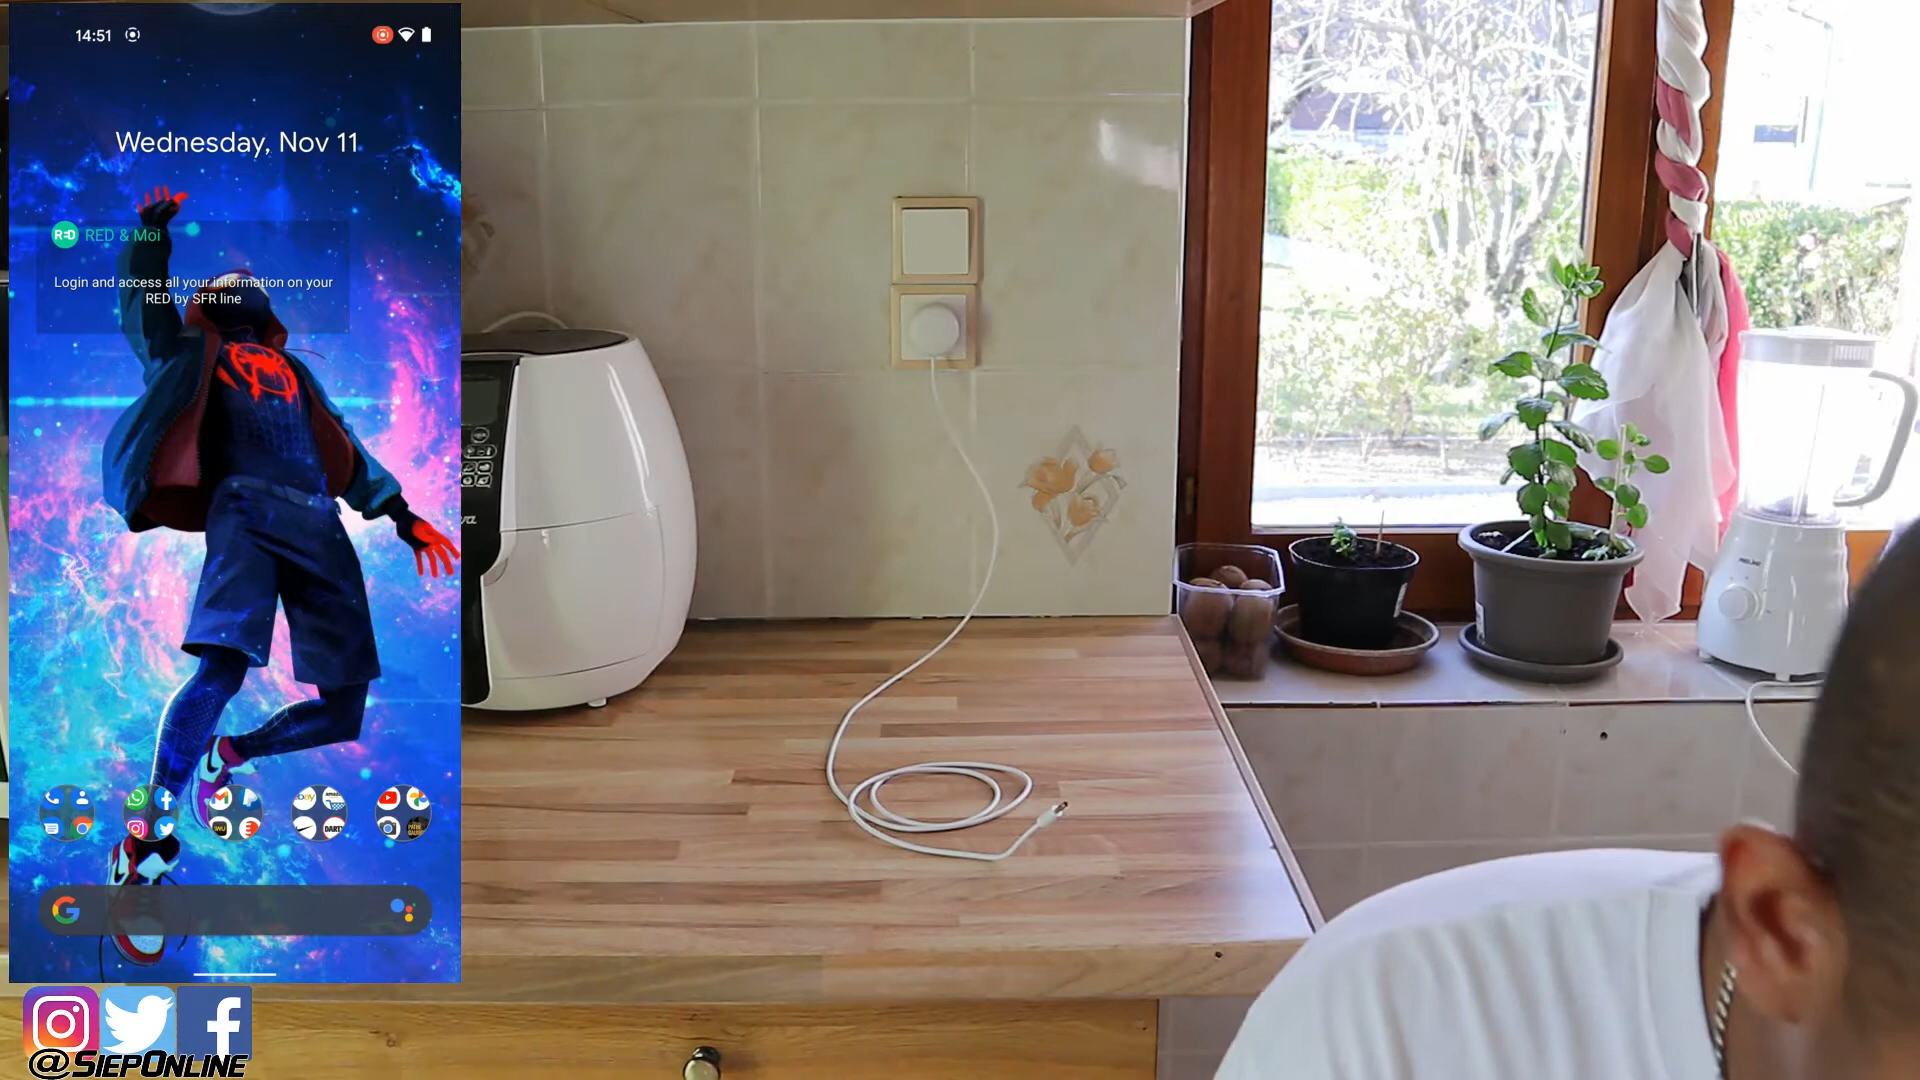 14:51
Wednesday, Nov 11
RED RED & Moi
Login and access all your information on your
RED by SFR line
@SIEPONLINE